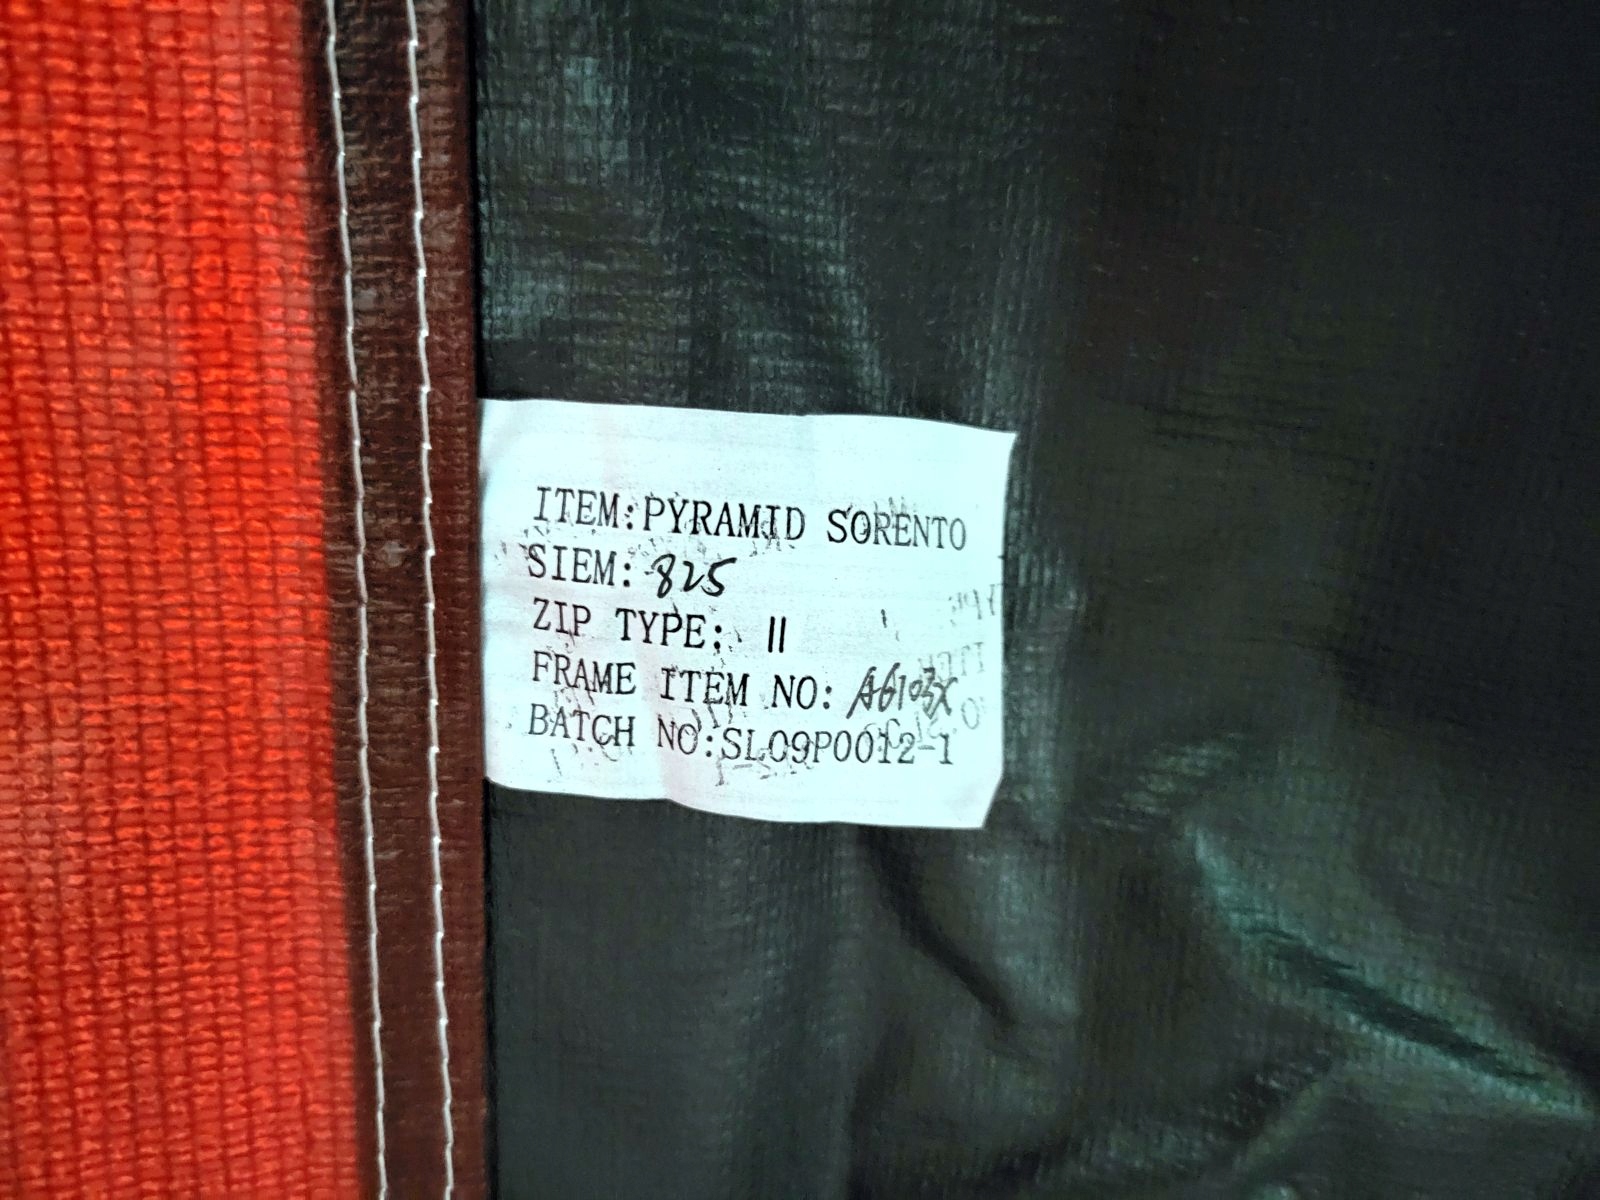 ITEM:PYRAMID SORENTO
SIEM: 825
ZIP TYPE: II
FRAME ITEM NO: A6103X
BATCH NO:SL09P0012-1